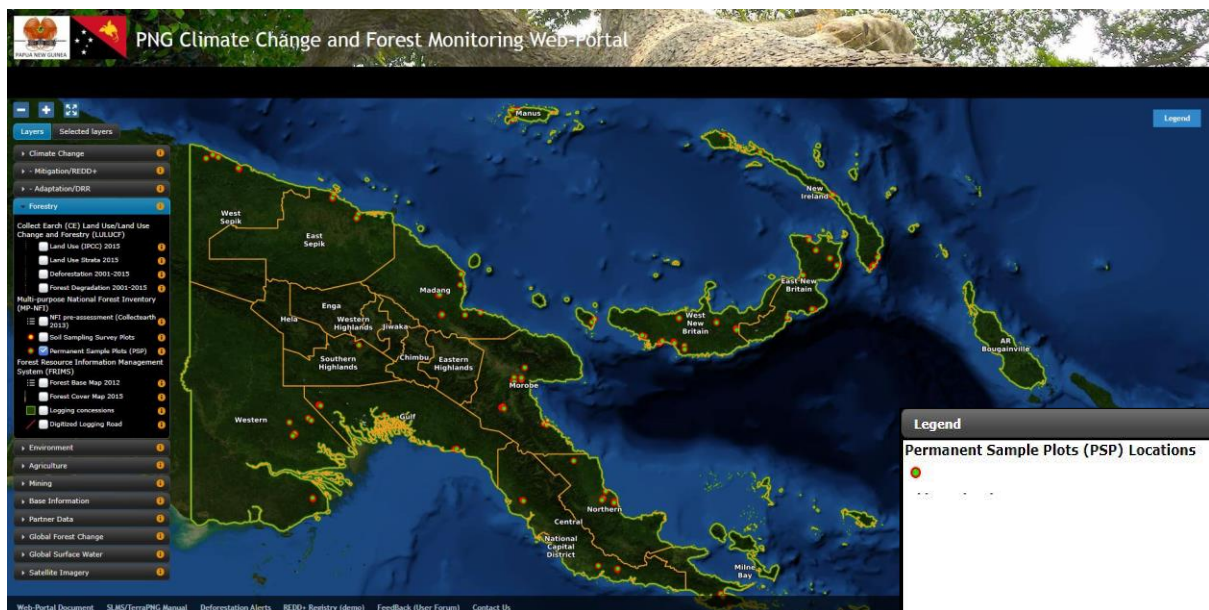 PAPUA NEW GUINEA
PNG Climate Change and Forest Monitoring Web-Portal
Layers
Selected layers
Legend
Climate Change
- Mitigation/REDD+
- Adaptation/DRR
Forestry
Collect Earch (CE) Land Use/Land Use
Change and Forestry (LULUCF)
Land Use (IPCC) 2015
Land Use Strata 2015
Deforestation 2001-2015
Forest Degradation 2001-2015
Multi-purpose National Forest Inventory
(MP-NFI)
NFI pre-assessment (Collectearth
2013)
Soil Sampling Survey Plots
Permanent Sample Plots (PSP)
Forest Resource Information Management
System (FRIMS)
Forest Base Map 2012
Forest Cover Map 2015
Logging concessions
Digitized Logging Road
Environment
Agriculture
Mining
Base Information
Partner Data
Global Forest Change
Global Surface Water
Satellite Imagery
Manus
New
Ireland
West
Sepik
East
Sepik
Madang
East New
Britain
West
New
Britain
AR
Bougainville
Enga
Hela
Western
Highlands
Jiwaka
Southern
Highlands
Chimbu
Eastern
Highlands
Morobe
Western
Gulf
Northern
Central
National
Capital
District
Milne
Bay
Legend
Permanent Sample Plots (PSP) Locations
Web-Portal Document
SLMS/TerraPNG Manual
Deforestation Alerts
REDD+ Registry (demo)
FeedBack (User Forum)
Contact Us